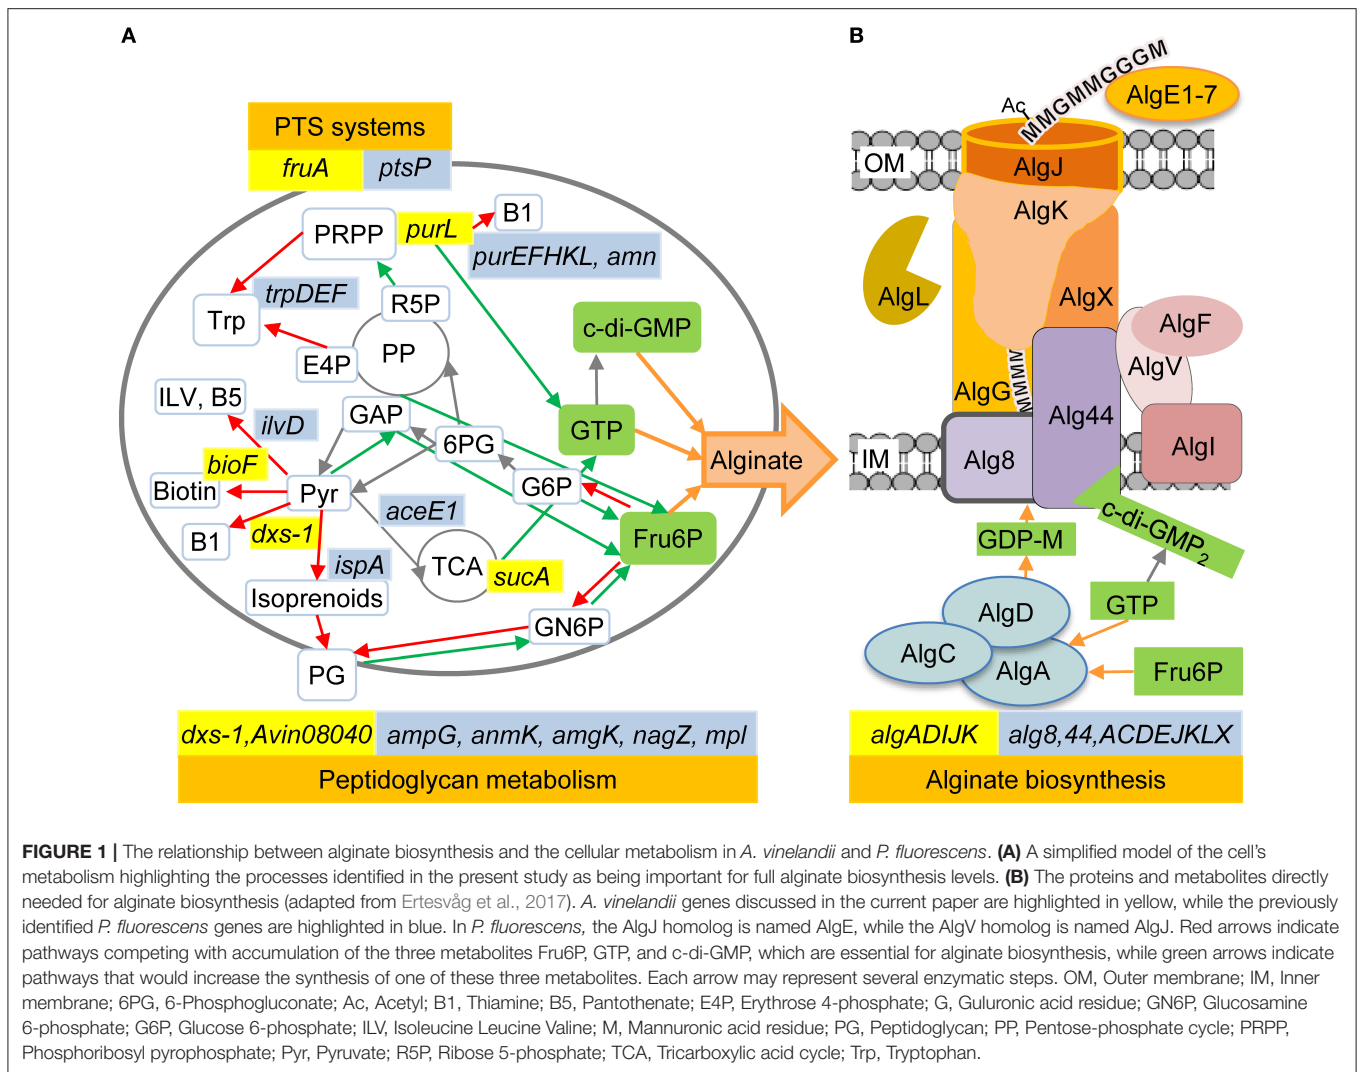 A
PTS systems
fruA ptsP
PRPP
purL
B1
purEFHKL, amn
trpDEF
Trp
R5P
E4P
PP
c-di-GMP
ILV, B5
ilvD
GAP
6PG
GTP
bioF
Biotin
Pyr
G6P
Alginate
dxs-1
B1
aceE1
Fru6P
ispA
TCA
sucA
Isoprenoids
GN6P
PG
dxs-1,Avin08040 ampG, anmK, amgK, nagZ, mpl
Peptidoglycan metabolism
B
MMGMMGGGM
Ac
AlgE1-7
OM
AlgJ
AlgK
AlgL
AlgX
AlgF
AlgV
MMMM
AlgG
Alg44
IM
Alg8
AlgI
c-di-GMP2
GDP-M
GTP
AlgD
AlgC
AlgA
Fru6P
algADIJK alg8,44,ACDEJKLX
Alginate biosynthesis
FIGURE 1 | The relationship between alginate biosynthesis and the cellular metabolism in A. vinelandii and P. fluorescens. (A) A simplified model of the cell's
metabolism highlighting the processes identified in the present study as being important for full alginate biosynthesis levels. (B) The proteins and metabolites directly
needed for alginate biosynthesis (adapted from Ertesvåg et al., 2017). A. vinelandii genes discussed in the current paper are highlighted in yellow, while the previously
identified P. fluorescens genes are highlighted in blue. In P. fluorescens, the AlgJ homolog is named AlgE, while the AlgV homolog is named AlgJ. Red arrows indicate
pathways competing with accumulation of the three metabolites Fru6P, GTP, and c-di-GMP, which are essential for alginate biosynthesis, while green arrows indicate
pathways that would increase the synthesis of one of these three metabolites. Each arrow may represent several enzymatic steps. OM, Outer membrane; IM, Inner
membrane; 6PG, 6-Phosphogluconate; Ac, Acetyl; B1, Thiamine; B5, Pantothenate; E4P, Erythrose 4-phosphate; G, Guluronic acid residue; GN6P, Glucosamine
6-phosphate; G6P, Glucose 6-phosphate; ILV, Isoleucine Leucine Valine; M, Mannuronic acid residue; PG, Peptidoglycan; PP, Pentose-phosphate cycle; PRPP,
Phosphoribosyl pyrophosphate; Pyr, Pyruvate; R5P, Ribose 5-phosphate; TCA, Tricarboxylic acid cycle; Trp, Tryptophan.